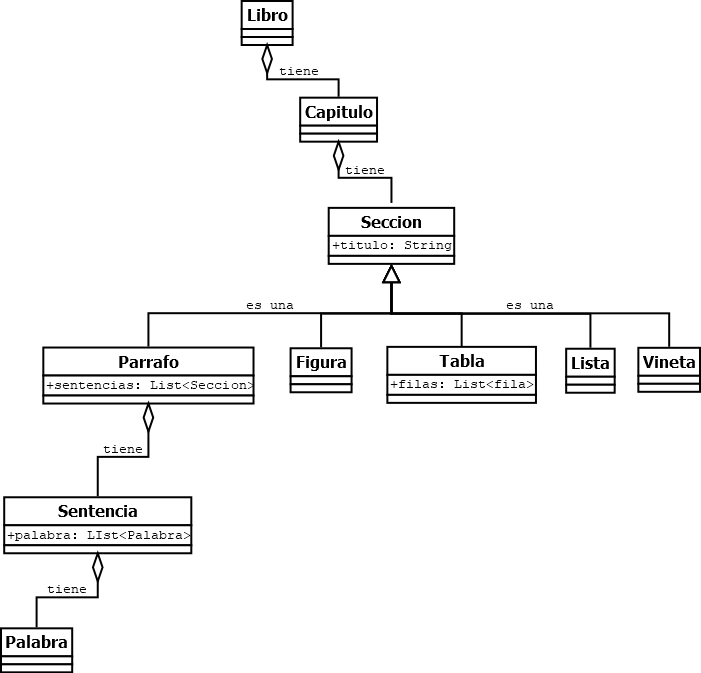 Libro
tiene
Capitulo
tiene
Seccion
+titulo: String
es una
es una
Parrafo
+sentencias: List<Seccion>
Figura
Tabla
+filas: List<fila>
Lista
Vineta
tiene
Sentencia
+palabra: LIst<Palabra>
tiene
Palabra